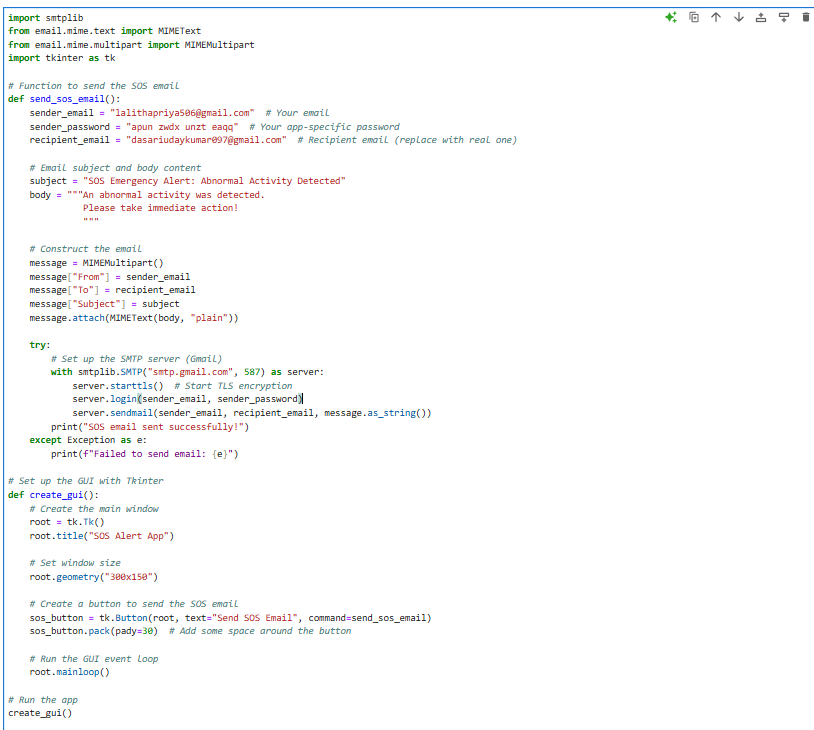 import smtplib
from email.mime.text import MIMEText
from email.mime.multipart import MIMEMultipart
import tkinter as tk

# Function to send the SOS email
def send_sos_email():
    sender_email = "lalithapriya506@gmail.com"  # Your email
    sender_password = "apun zwdx unzt eaqq"  # Your app-specific password
    recipient_email = "dasariudaykumar097@gmail.com"  # Recipient email (replace with real one)

    # Email subject and body content
    subject = "SOS Emergency Alert: Abnormal Activity Detected"
    body = """An abnormal activity was detected.
              Please take immediate action!
              """

    # Construct the email
    message = MIMEMultipart()
    message["From"] = sender_email
    message["To"] = recipient_email
    message["Subject"] = subject
    message.attach(MIMEText(body, "plain"))

    try:
        # Set up the SMTP server (Gmail)
        with smtplib.SMTP("smtp.gmail.com", 587) as server:
            server.starttls()  # Start TLS encryption
            server.login(sender_email, sender_password)
            server.sendmail(sender_email, recipient_email, message.as_string())
        print("SOS email sent successfully!")
    except Exception as e:
        print(f"Failed to send email: {e}")

# Set up the GUI with Tkinter
def create_gui():
    # Create the main window
    root = tk.Tk()
    root.title("SOS Alert App")

    # Set window size
    root.geometry("300x150")

    # Create a button to send the SOS email
    sos_button = tk.Button(root, text="Send SOS Email", command=send_sos_email)
    sos_button.pack(pady=30)  # Add some space around the button

    # Run the GUI event loop
    root.mainloop()

# Run the app
create_gui()